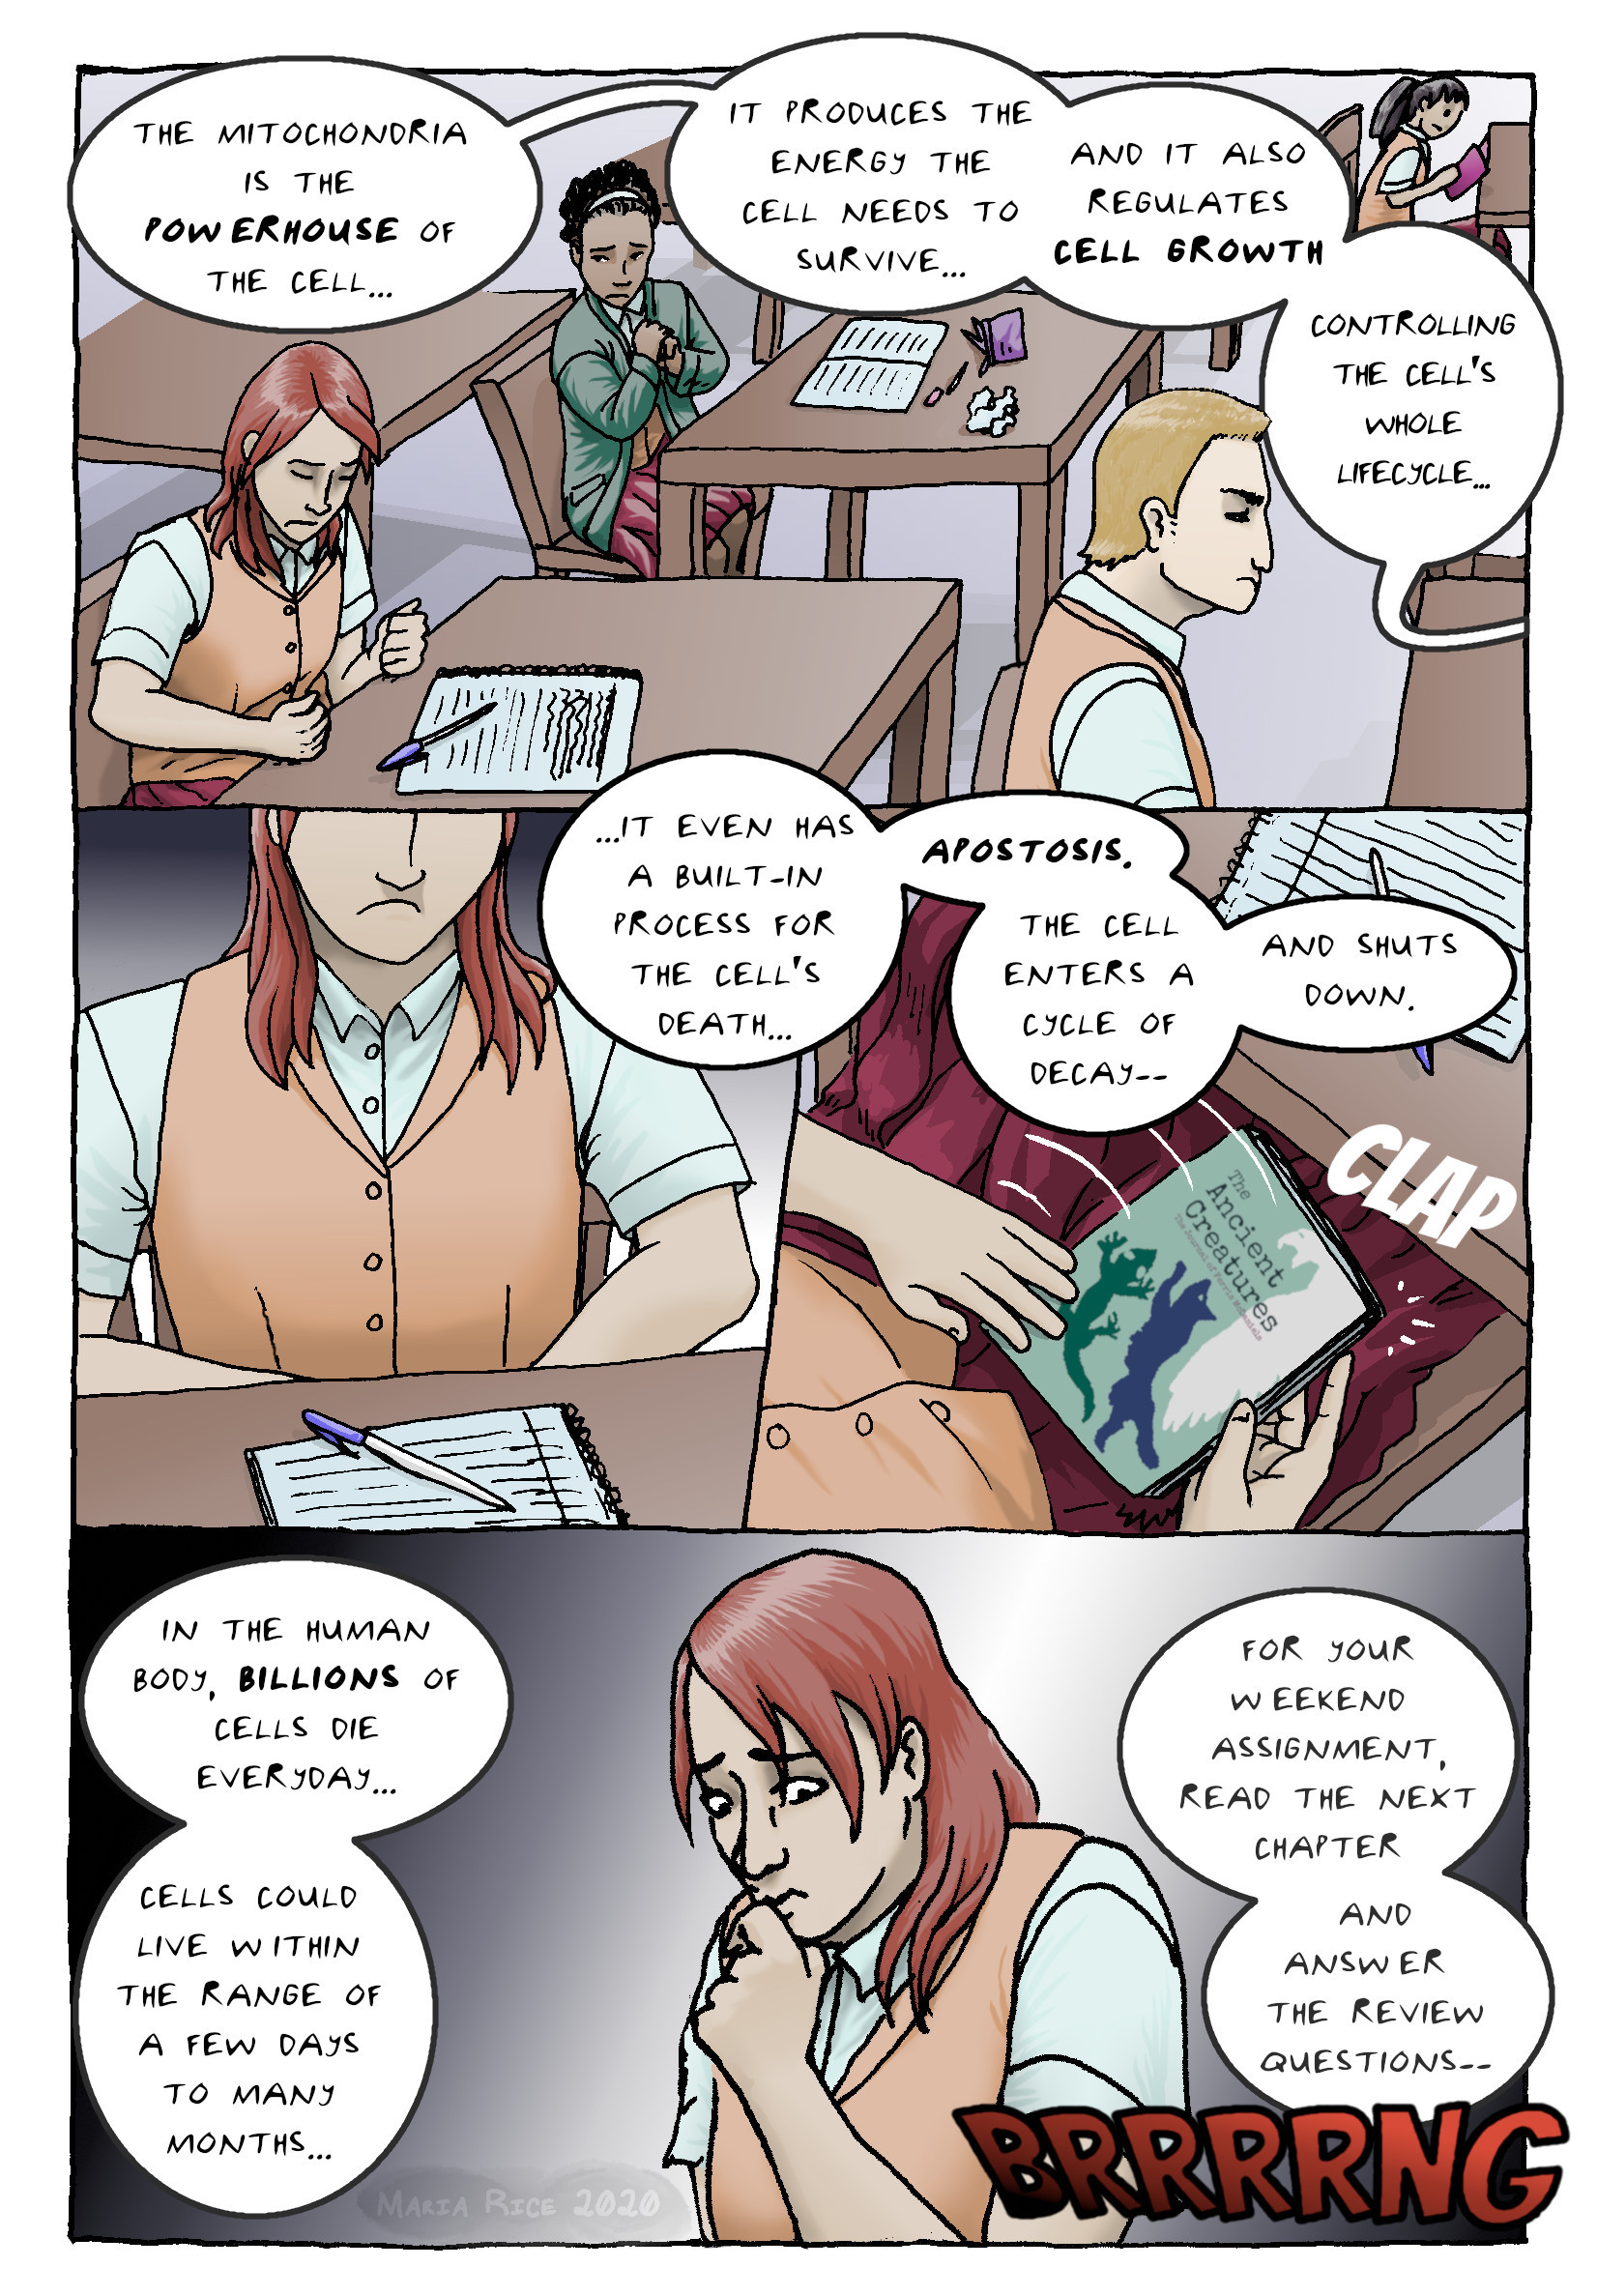 THE MITOCHONDRIA
IS THE
POWERHOUSE OF
THE CELL...
IT PRODUCES THE
ENERGY THE
CELL NEEDS TO
SURVIVE...
AND IT ALSO
REGULATES
CELL GROWTH
CONTROLLING
THE CELL'S
WHOLE
LIFECYCLE...
...IT EVEN HAS
A BUILT-IN
PROCESS FOR
THE CELL'S
DEATH...
APOSTOSIS.
THE CELL
ENTERS A
CYCLE OF
DECAY--
AND SHUTS
DOWN.
CLAP
The
Ancient
Creatures
The Journal of
IN THE HUMAN
BODY, BILLIONS OF
CELLS DIE
EVERYDAY...
CELLS COULD
LIVE WITHIN
THE RANGE OF
A FEW DAYS
TO MANY
MONTHS...
FOR YOUR
WEEKEND
ASSIGNMENT,
READ THE NEXT
CHAPTER
AND
ANSWER
THE REVIEW
QUESTIONS--
BRRRRNG
MARIA RICE 2020